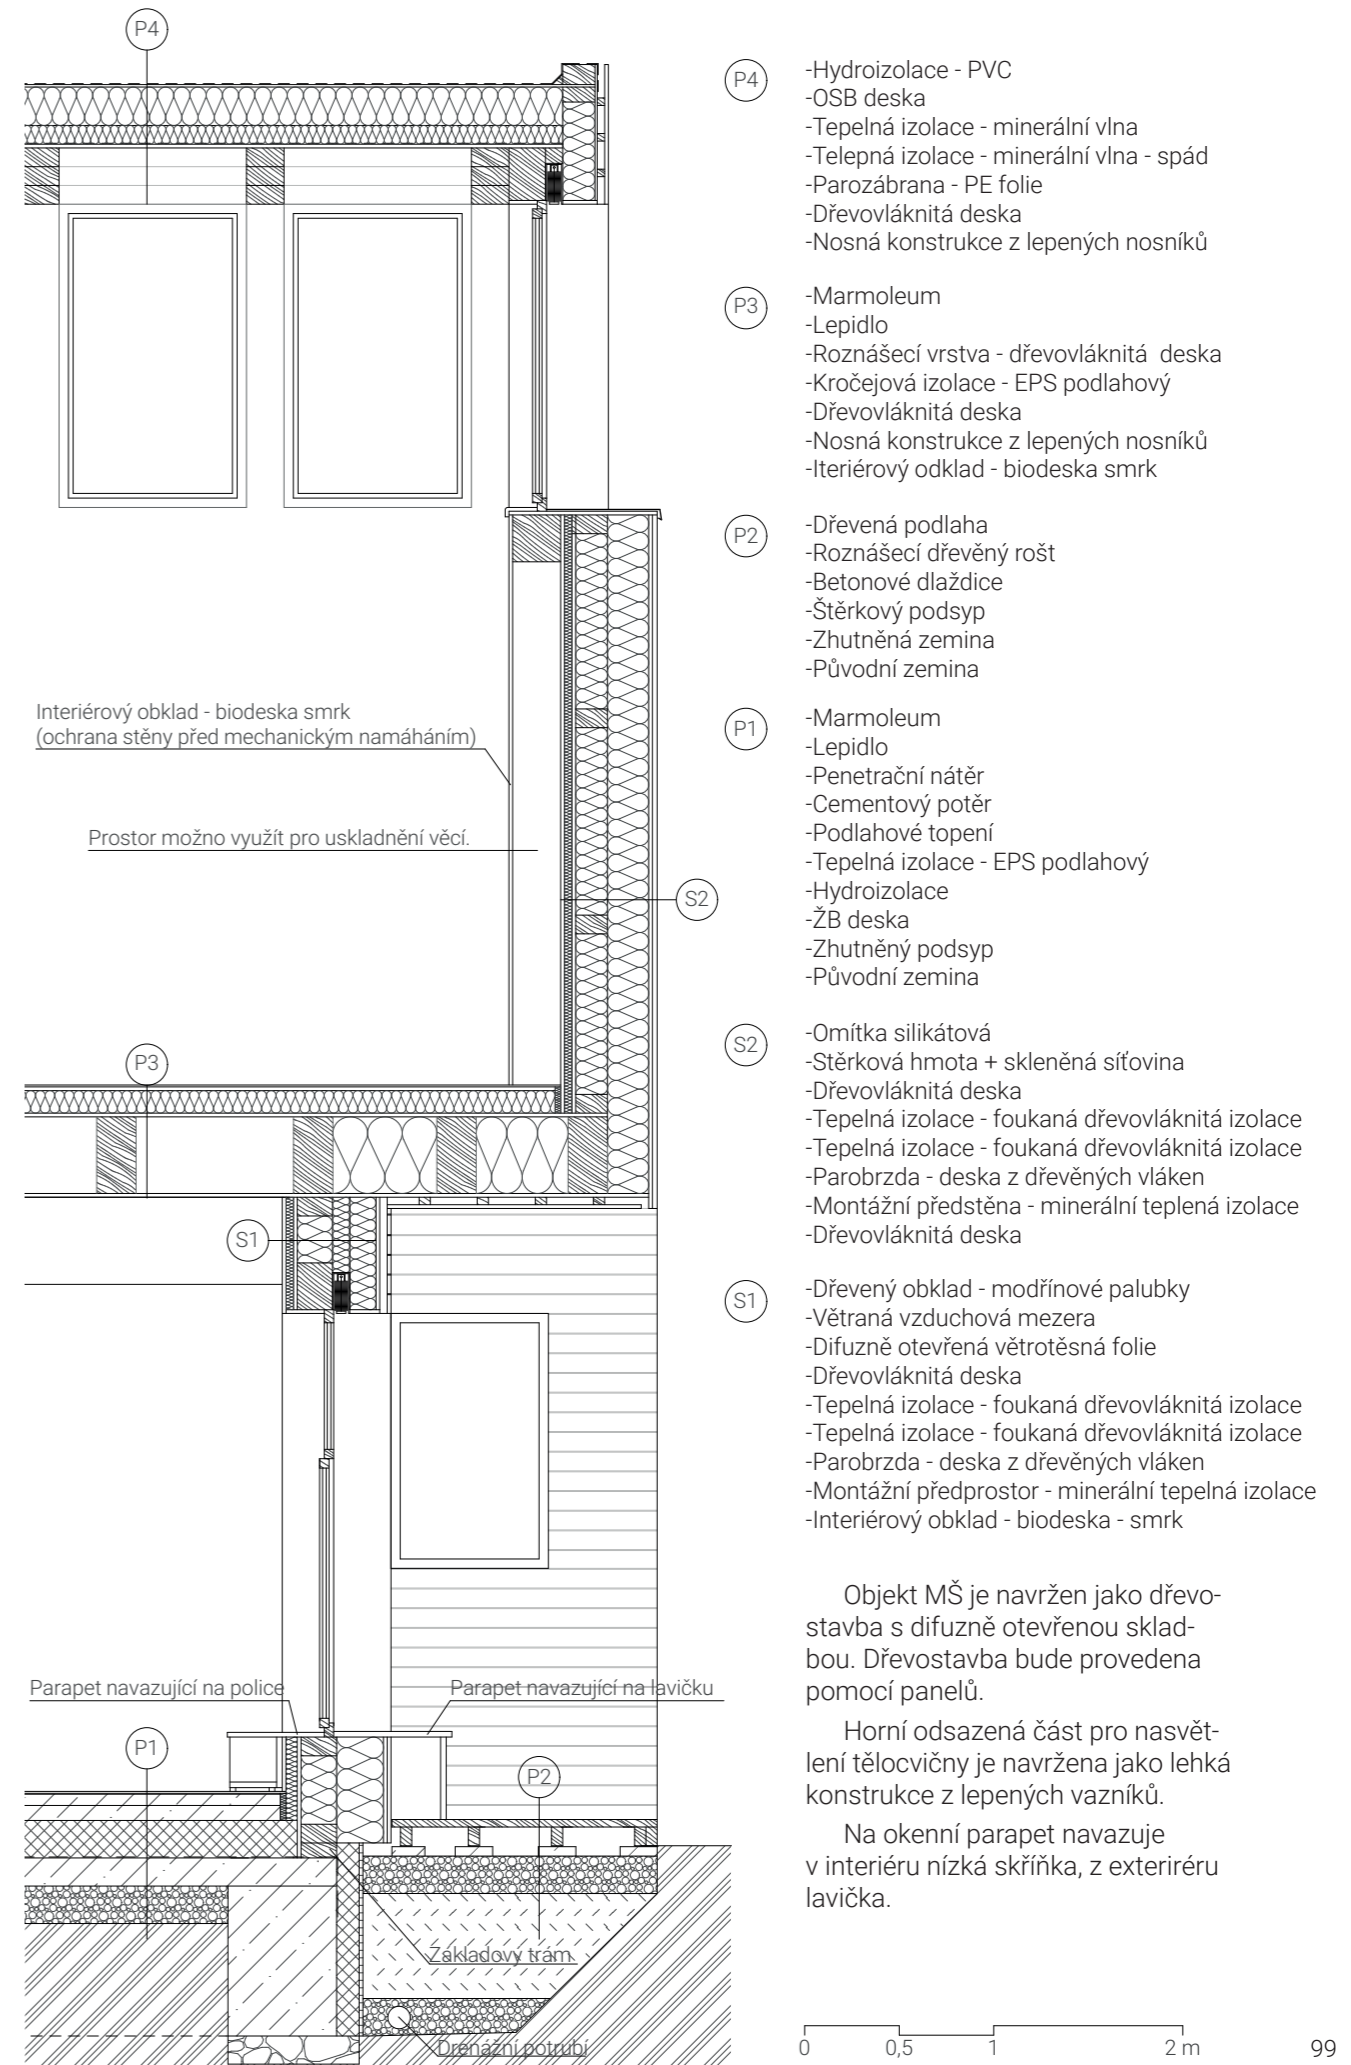 P4
-Hydroizolace - PVC
-OSB deska
-Tepelná izolace - minerální vlna
-Telepná izolace - minerální vlna - spád
-Parozábrana - PE folie
-Dřevovláknitá deska
-Nosná konstrukce z lepených nosníků
P3
-Marmoleum
-Lepidlo
-Roznášecí vrstva - dřevovláknitá deska
-Kročejová izolace - EPS podlahový
-Dřevovláknitá deska
-Nosná konstrukce z lepených nosníků
-Iteriérový odklad - biodeska smrk
P2
-Dřevená podlaha
-Roznášecí dřevěný rošt
-Betonové dlaždice
-Štěrkový podsyp
-Zhutněná zemina
-Původní zemina
P1
-Marmoleum
-Lepidlo
-Penetrační nátěr
-Cementový potěr
-Podlahové topení
-Tepelná izolace - EPS podlahový
-Hydroizolace
-ŽB deska
-Zhutněný podsyp
-Původní zemina
S2
-Omítka silikátová
-Stěrková hmota + skleněná síťovina
-Dřevovláknitá deska
-Tepelná izolace - foukaná dřevovláknitá izolace
-Tepelná izolace - foukaná dřevovláknitá izolace
-Parobrzda - deska z dřevěných vláken
-Montážní předstěna - minerální teplená izolace
-Dřevovláknitá deska
S1
-Dřevený obklad - modřínové palubky
-Větraná vzduchová mezera
-Difuzně otevřená větrotěsná folie
-Dřevovláknitá deska
-Tepelná izolace - foukaná dřevovláknitá izolace
-Tepelná izolace - foukaná dřevovláknitá izolace
-Parobrzda - deska z dřevěných vláken
-Montážní předprostor - minerální tepelná izolace
-Interiérový obklad - biodeska - smrk
Objekt MŠ je navržen jako dřevo-
stavba s difuzně otevřenou sklad-
bou. Dřevostavba bude provedena
pomocí panelů.
Horní odsazená část pro nasvět-
lení tělocvičny je navržena jako lehká
konstrukce z lepených vazníků.
Na okenní parapet navazuje
v interiéru nízká skříňka, z exteriréru
lavička.
0 0,5 1 2 m
99
P4
Interiérový obklad - biodeska smrk
(ochrana stěny před mechanickým namáháním)
Prostor možno využít pro uskladnění věcí.
S2
P3
S1
Parapet navazující na police
Parapet navazující na lavičku
P1
P2
Základový trám
Drenážní potrubí